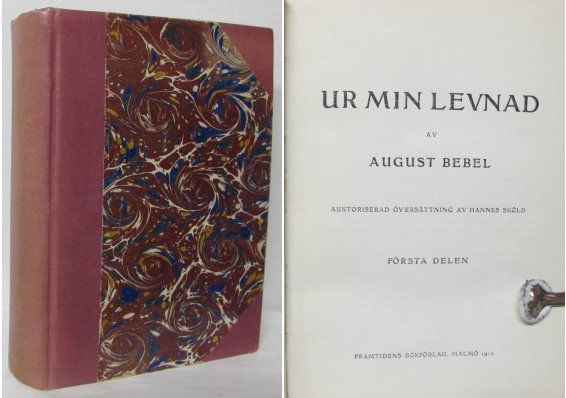 UR MIN LEVNAD
AV
AUGUST BEBEL
AUKTORISERAD ÖVERSÄTTNING AV HANNES SKÖLD
FÖRSTA DELEN
FRAMTIDENS BOKFÖRLAG, MALMÖ